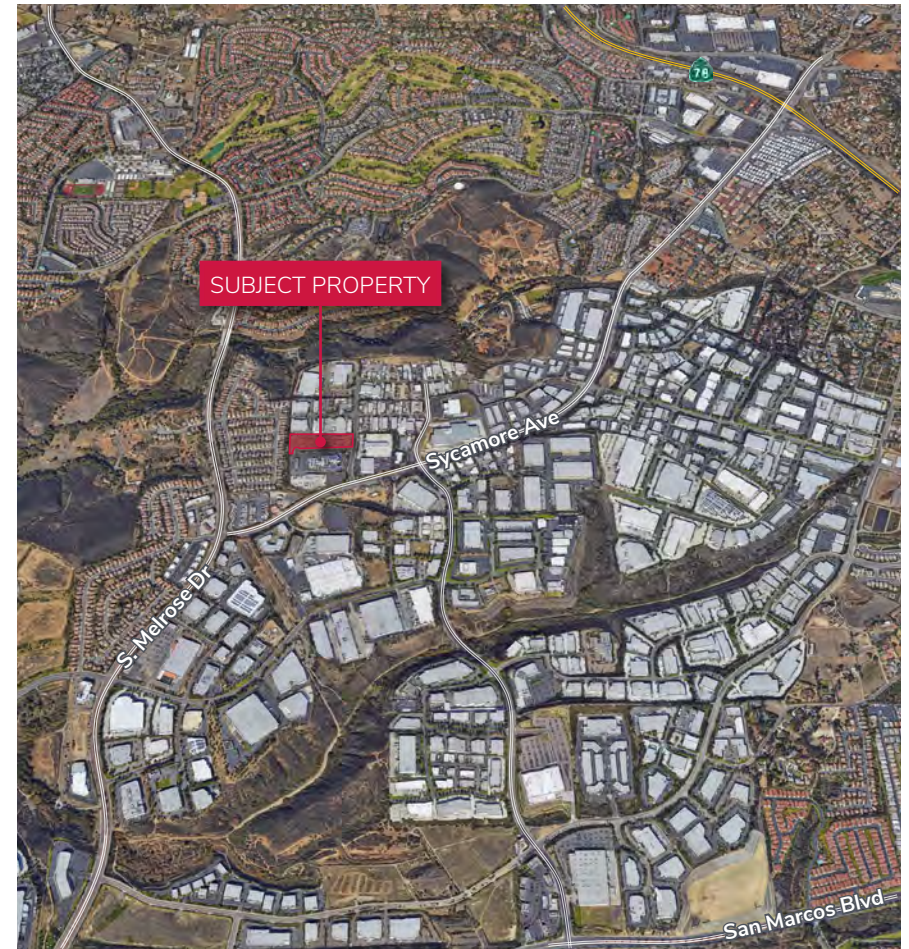 78
SUBJECT PROPERTY
Sycamore Ave
S. Melrose Dr
San Marcos Blvd